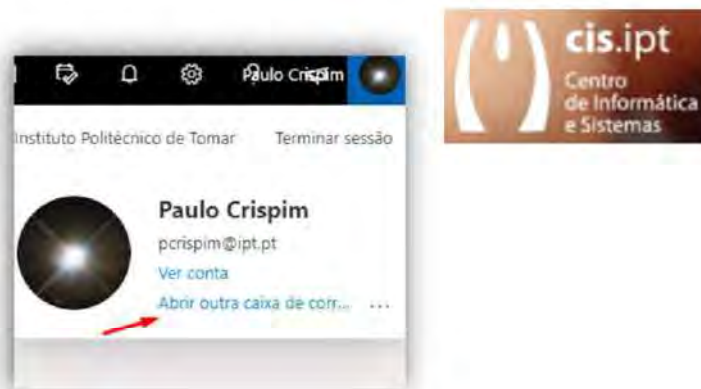 cis.ipt
Centro
de Informática
e Sistemas
Paulo Crispim
Instituto Politécnico de Tomar Terminar sessão
Paulo Crispim
pcrispim@ipt.pt
Ver conta
Abrir outra caixa de corr... ...